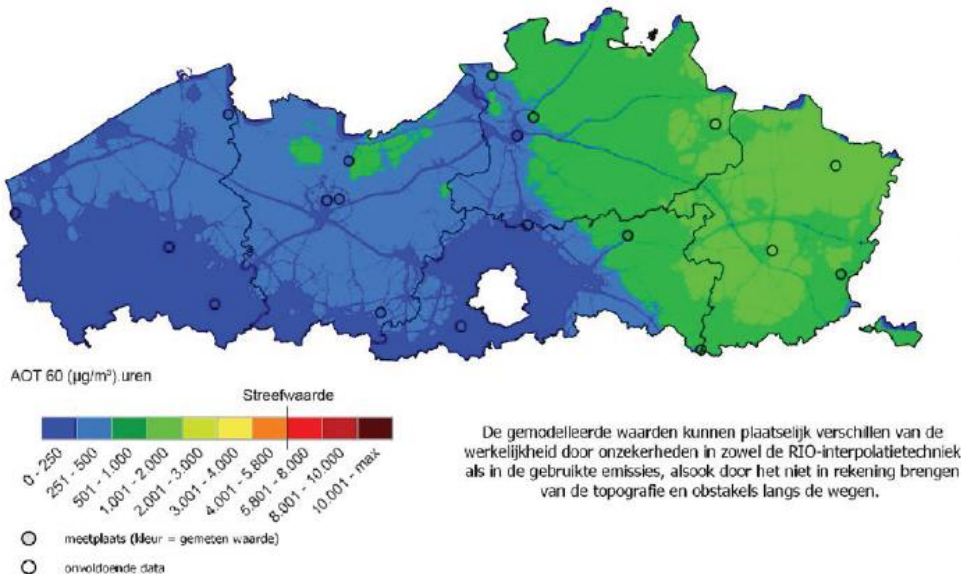 AOT 60 (µg/m³).uren
Streefwaarde
0 - 250
251 - 500
501 - 1.000
1.001 - 2.000
2.001 - 3.000
3.001 - 4.000
4.001 - 5.800
5.801 - 8.000
8.001 - 10.000
10.001 - max
meetplaats (kleur = gemeten waarde)
onvoldoende data
De gemodelleerde waarden kunnen plaatselijk verschillen van de
werkelijkheid door onzekerheden in zowel de RIO-interpolatietechniek
als in de gebruikte emissies, alsook door het niet in rekening brengen
van de topografie en obstakels langs de wegen.